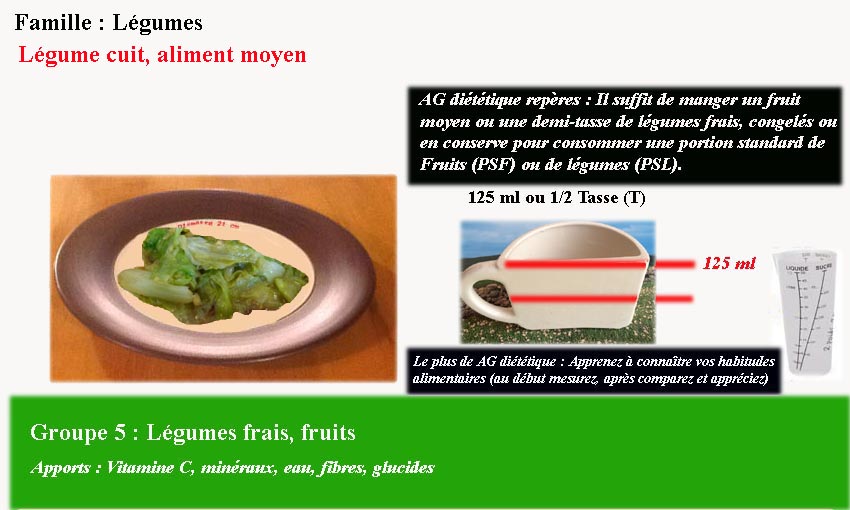 Famille : Légumes
Légume cuit, aliment moyen
AG diététique repères : Il suffit de manger un fruit
moyen ou une demi-tasse de légumes frais, congelés ou
en conserve pour consommer une portion standard de
Fruits (PSF) ou de légumes (PSL).
125 ml ou 1/2 Tasse (T)
21 cm
125 ml
LIQUIDE SUCRE
Le plus de AG diététique : Apprenez à connaître vos habitudes
alimentaires (au début mesurez, après comparez et appréciez)
Groupe 5 : Légumes frais, fruits
Apports : Vitamine C, minéraux, eau, fibres, glucides